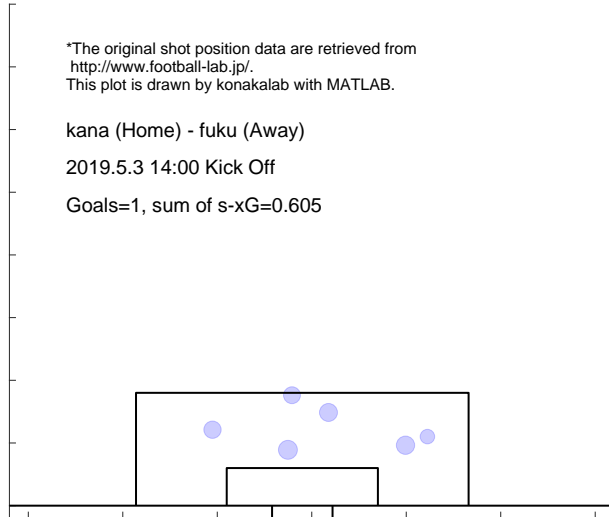 *The original shot position data are retrieved from
http://www.football-lab.jp/.
This plot is drawn by konakalab with MATLAB.
kana (Home) - fuku (Away)
2019.5.3 14:00 Kick Off
Goals=1, sum of s-xG=0.605